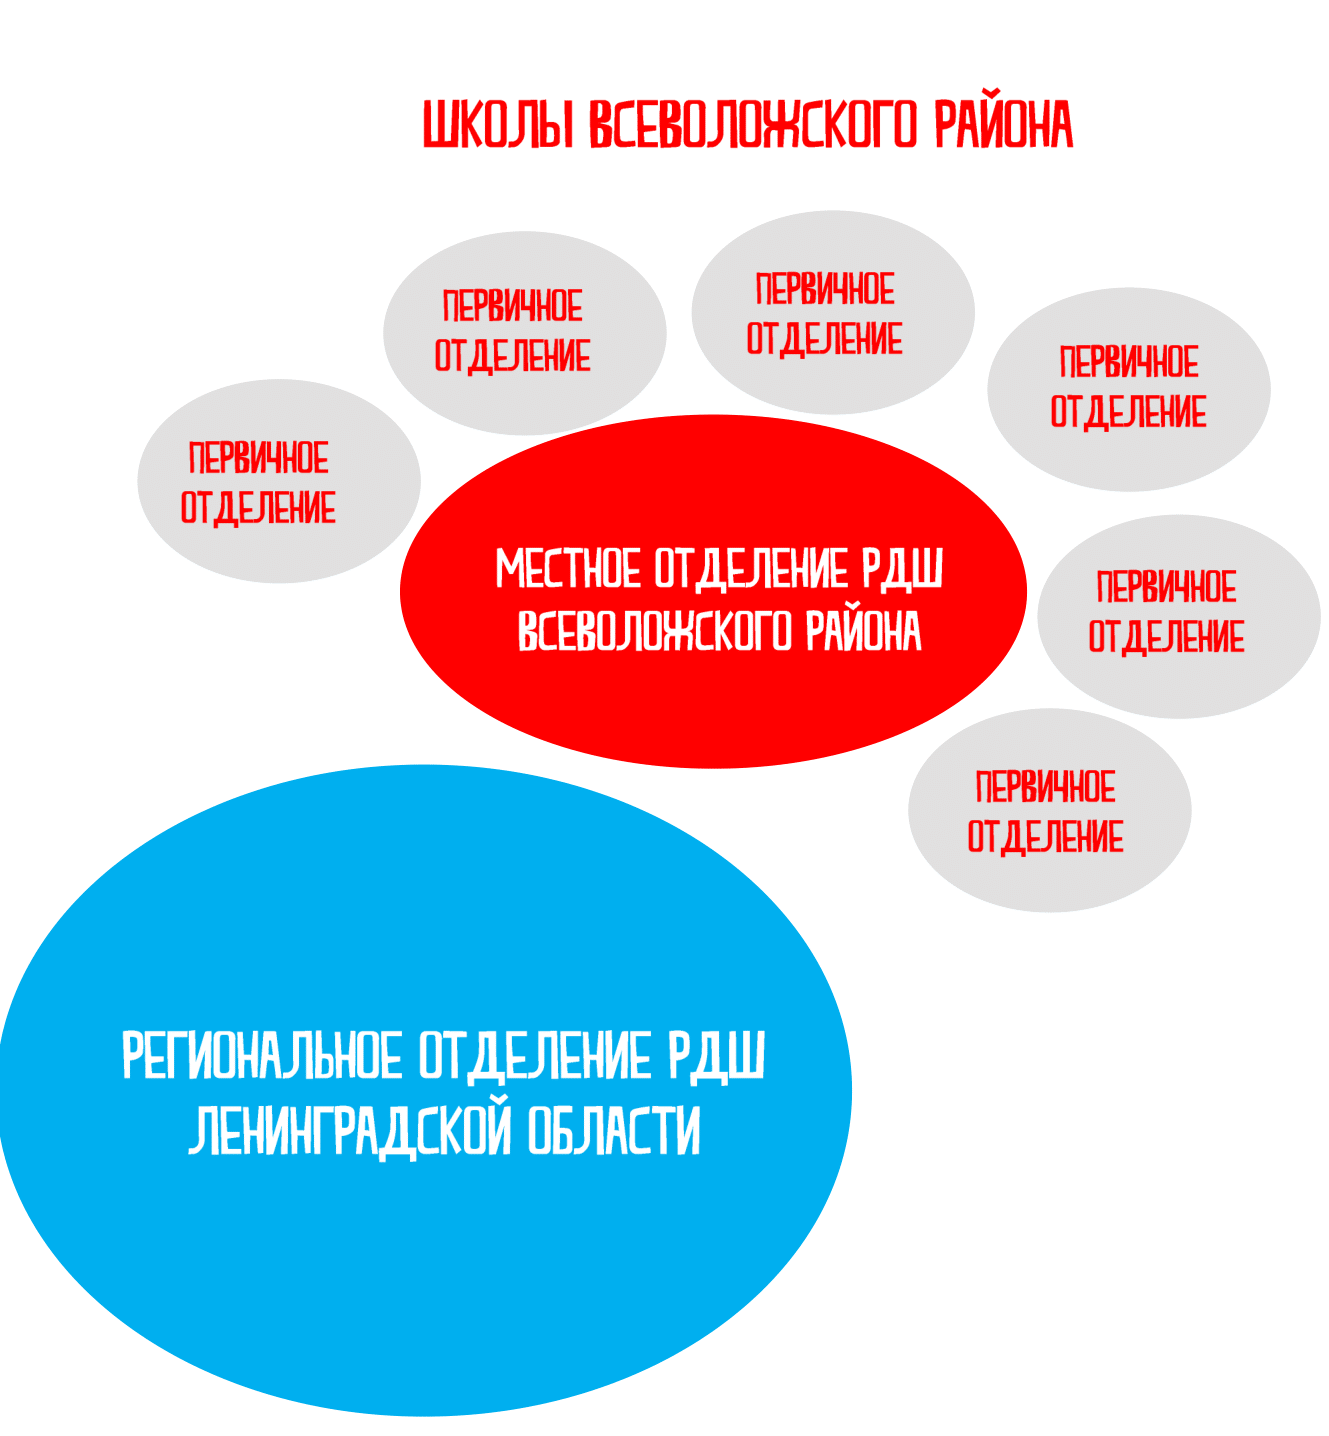 ШКОЛЫ ВСЕВОЛОЖСКОГО РАЙОНА
ПЕРВИЧНОЕ
ОТДЕЛЕНИЕ
ПЕРВИЧНОЕ
ОТДЕЛЕНИЕ
ПЕРВИЧНОЕ
ОТДЕЛЕНИЕ
ПЕРВИЧНОЕ
ОТДЕЛЕНИЕ
МЕСТНОЕ ОТДЕЛЕНИЕ РДШ
ВСЕВОЛОЖСКОГО РАЙОНА
ПЕРВИЧНОЕ
ОТДЕЛЕНИЕ
ПЕРВИЧНОЕ
ОТДЕЛЕНИЕ
РЕГИОНАЛЬНОЕ ОТДЕЛЕНИЕ РДШ
ЛЕНИНГРАДСКОЙ ОБЛАСТИ